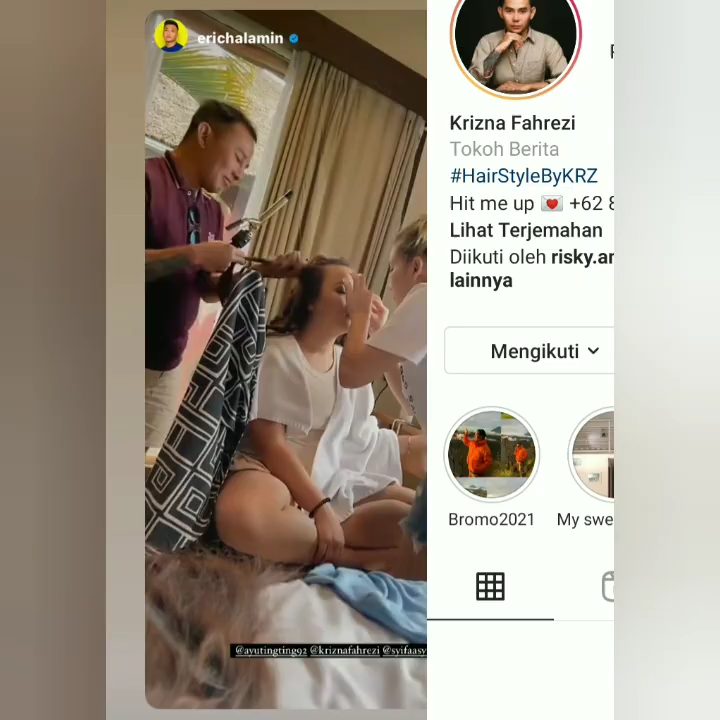 erichalamin
@ayutingting92 @kriznafahrezi @syifaasy
Krizna Fahrezi
Tokoh Berita
#HairStyleByKRZ
Hit me up 💌 +62 8
Lihat Terjemahan
Diikuti oleh risky.ar
lainnya
Mengikuti
Bromo2021
My swe